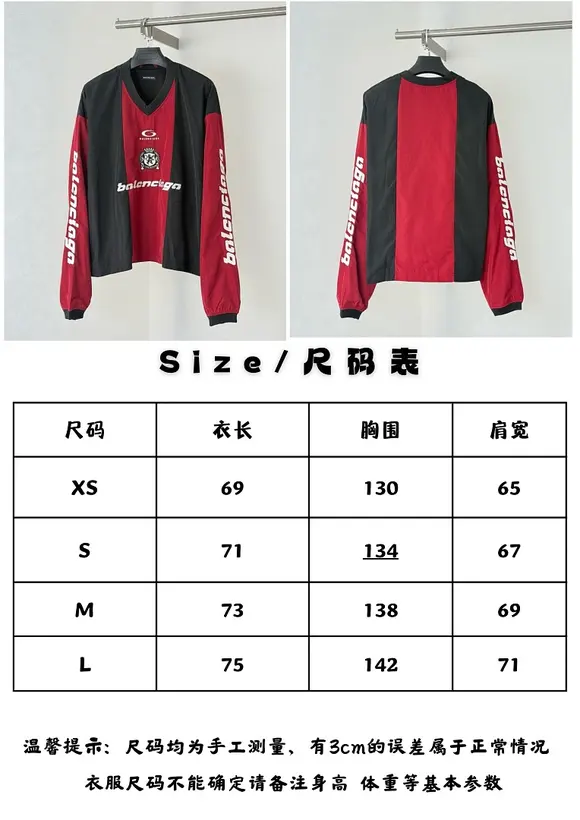 balenciaga
balenciaga
balenciaga
balenciaga
balenciaga
Size/尺码表
尺码 衣长 胸围 肩宽
XS 69 130 65
S 71 134 67
M 73 138 69
L 75 142 71
温馨提示：尺码均为手工测量、有3cm的误差属于正常情况
衣服尺码不能确定请备注身高 体重等基本参数